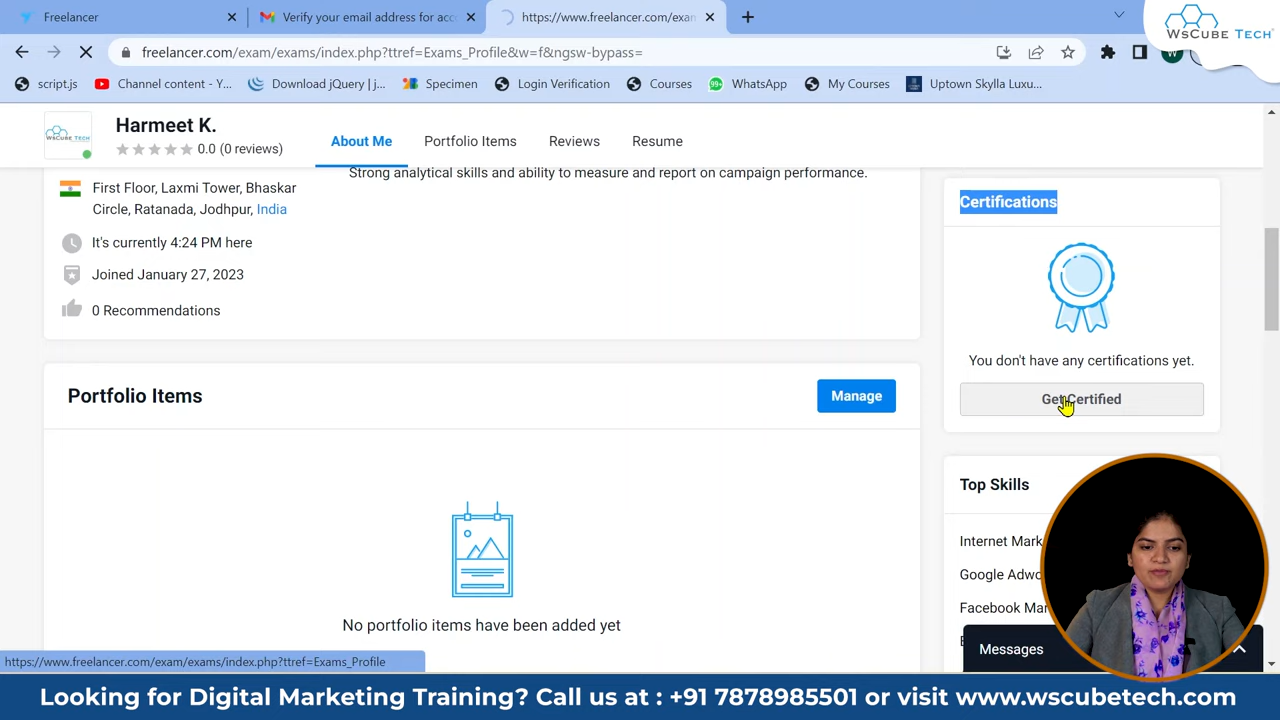 Freelancer
Verify your email address for acc
https://www.freelancer.com/exan
WsCube Tech
freelancer.com/exam/exams/index.php?ttref=Exams_Profile&w=f&ngsw-bypass=
script.js
Channel content - Y...
Download jQuery | j...
Specimen
Login Verification
Courses
99+
WhatsApp
My Courses
Uptown Skylla Luxu...
WsCube Tech
Harmeet K.
0.0 (0 reviews)
About Me
Portfolio Items
Reviews
Resume
Strong analytical skills and ability to measure and report on campaign performance.
First Floor, Laxmi Tower, Bhaskar
Circle, Ratanada, Jodhpur, India
It's currently 4:24 PM here
Joined January 27, 2023
0 Recommendations
Certifications
You don't have any certifications yet.
Get Certified
Portfolio Items
Manage
No portfolio items have been added yet
Top Skills
Internet Mark
Google Adwo
Facebook Mar
Messages
https://www.freelancer.com/exam/exams/index.php?ttref=Exams_Profile
Looking for Digital Marketing Training? Call us at : +91 7878985501 or visit www.wscubetech.com